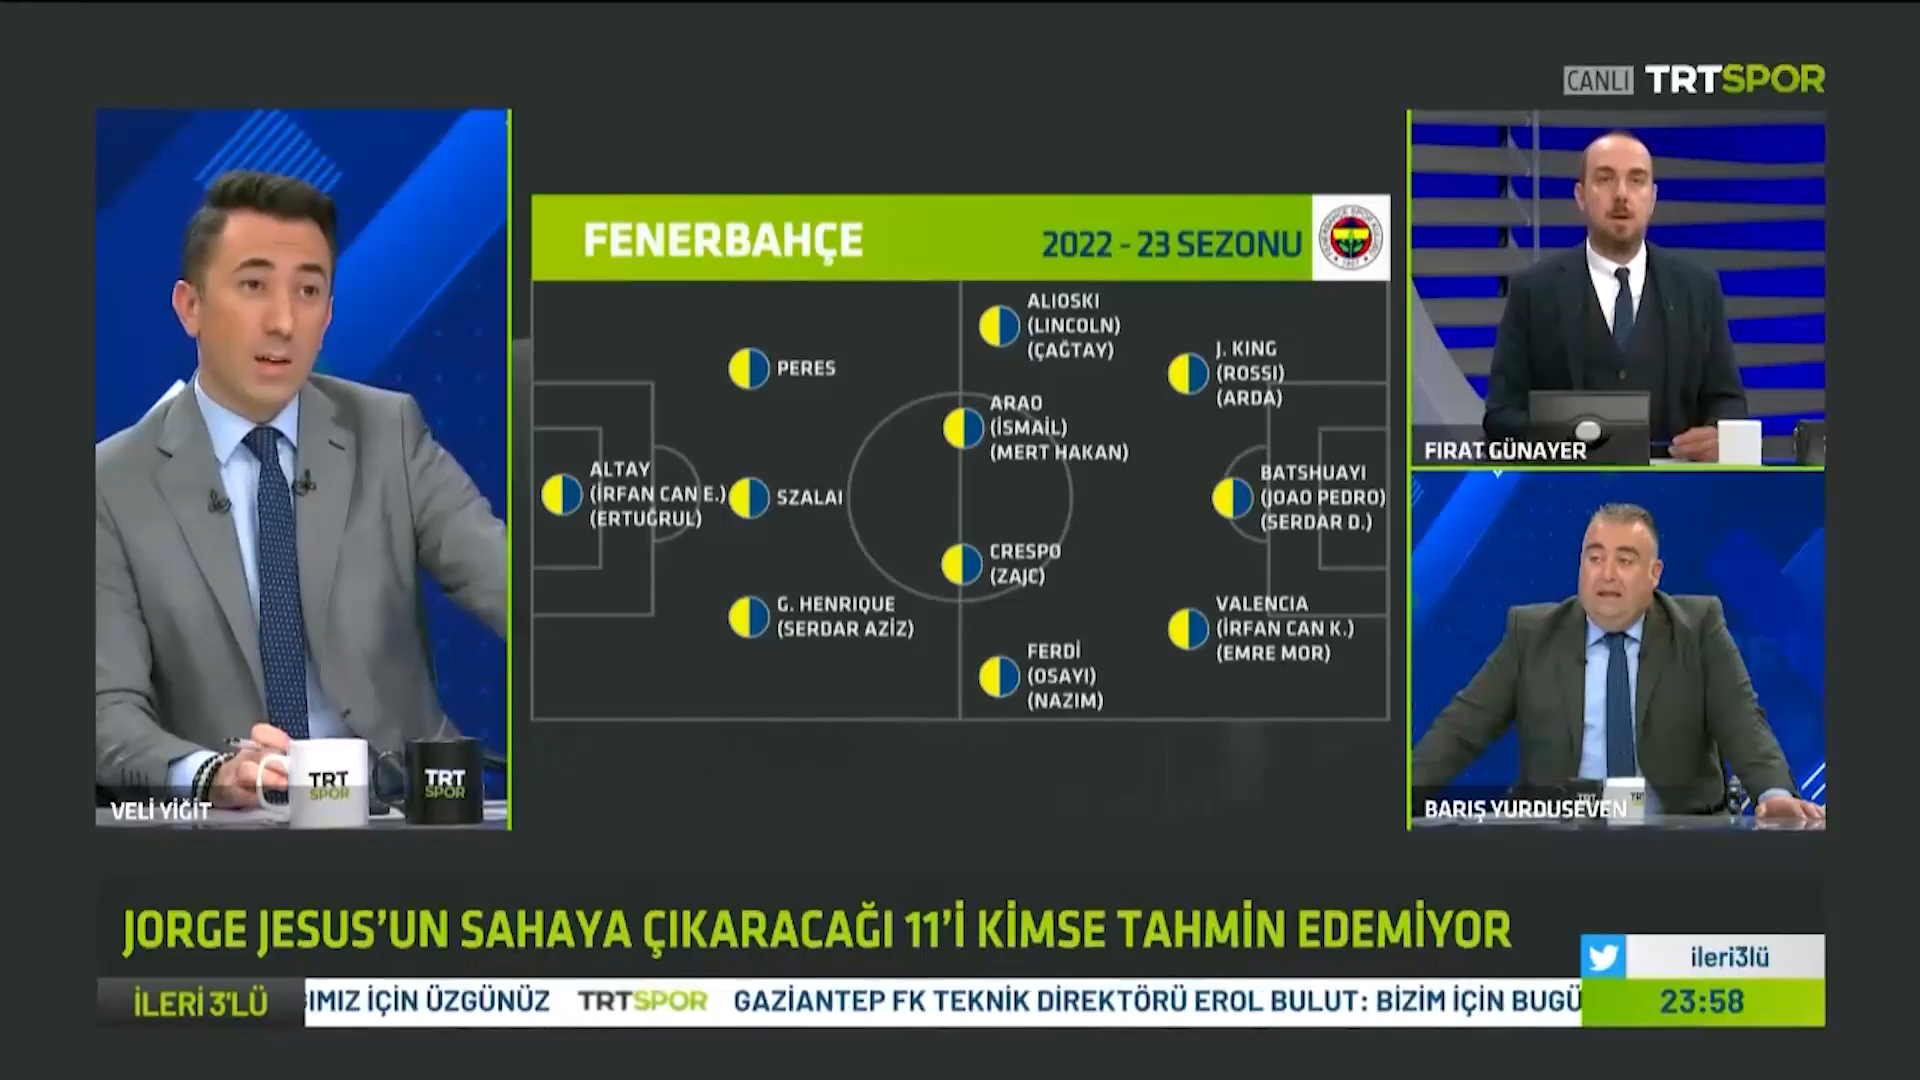 CANLI TRTSPOR
FENERBAHÇE
2022 - 23 SEZONU
ALTAY
(İRFAN CAN E.)
(ERTUĞRUL)
PERES
SZALAI
G. HENRIQUE
(SERDAR AZİZ)
ALIOSKI
(LINCOLN)
(ÇAĞTAY)
ARAO
(İSMAİL)
(MERT HAKAN)
CRESPO
(ZAJC)
FERDİ
(OSAYI)
(NAZIM)
J. KING
(ROSSI)
(ARDA)
BATSHUAYI
(JOAO PEDRO)
(SERDAR D.)
VALENCIA
(İRFAN CAN K.)
(EMRE MOR)
FIRAT GÜNAYER
TRT
SPOR
TRT
SPOR
VELİ YİĞİT
BARIŞ YURDUSEVEN
JORGE JESUS'UN SAHAYA ÇIKARACAĞI 11'İ KİMSE TAHMİN EDEMİYOR
ileri3lü
İLERİ 3'LÜ
IMIZ İÇİN ÜZGÜNÜZ TRTSPOR GAZİANTEP FK TEKNİK DİREKTÖRÜ EROL BULUT: BİZİM İÇİN BUGÜ
23:58